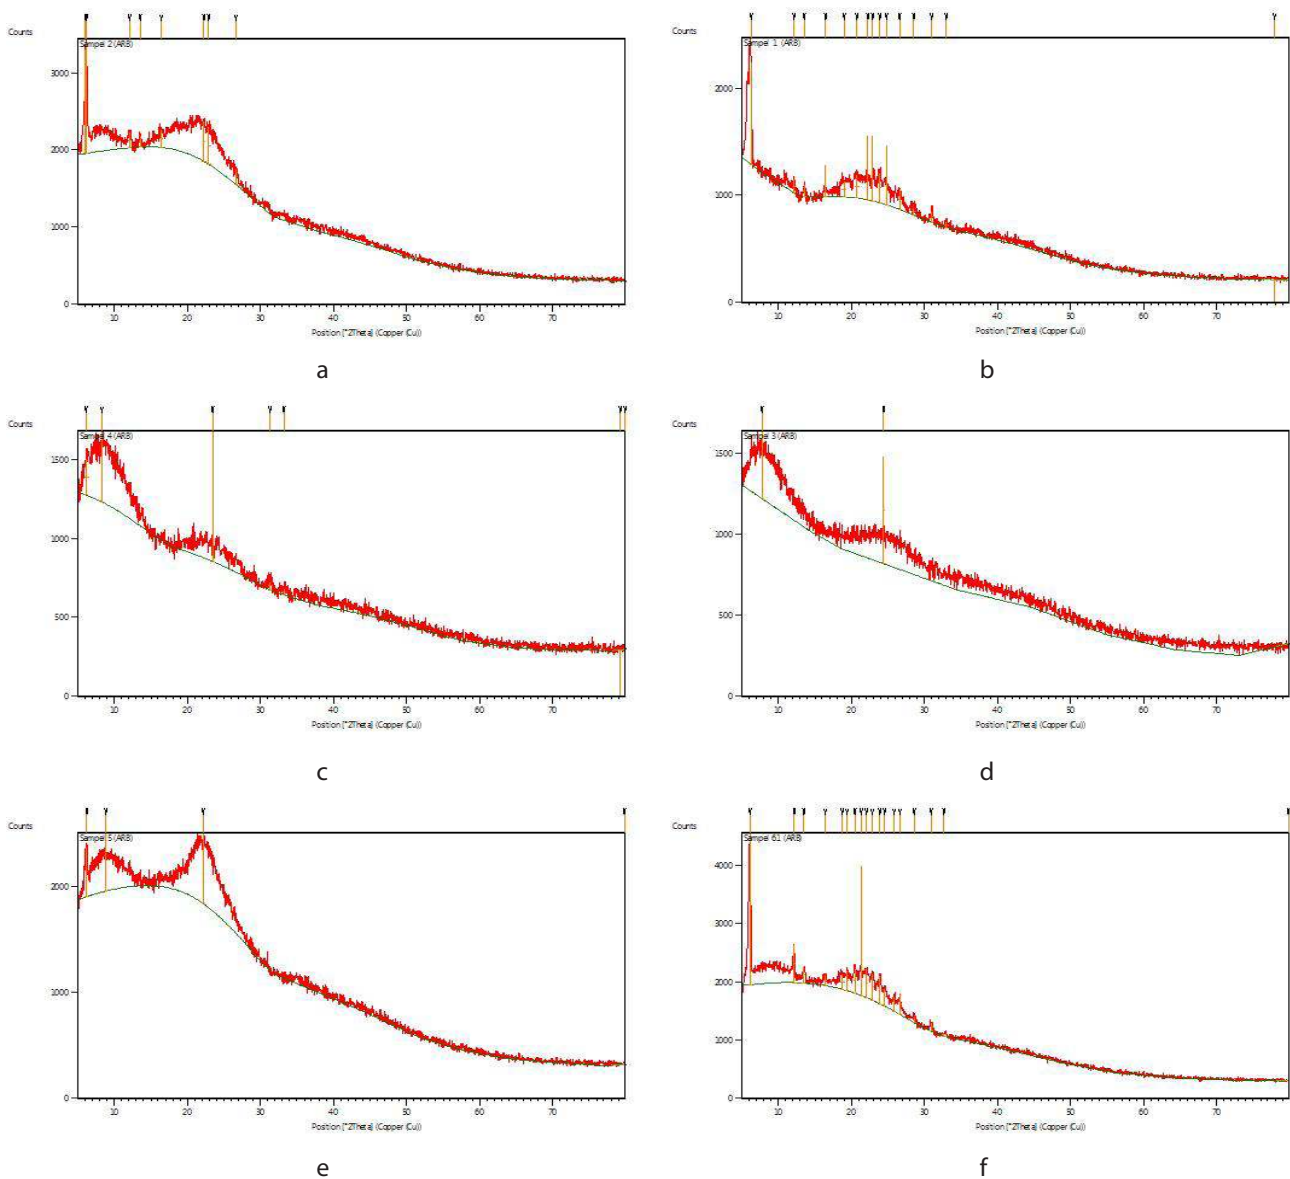 Counts
Sampel 2 (ARB)
3000
2000
1000
0
10 20 30 40 50 60 70
Position [°2Theta] (Copper (Cu))
a
Counts
Sampel 1 (ARB)
2000
1000
0
10 20 30 40 50 60 70
Position [°2Theta] (Copper (Cu))
b
Counts
Sampel 4 (ARB)
1500
1000
500
0
10 20 30 40 50 60 70
Position [°2Theta] (Copper (Cu))
c
Counts
Sampel 3 (ARB)
1500
1000
500
0
10 20 30 40 50 60 70
Position [°2Theta] (Copper (Cu))
d
Counts
Sampel 5 (ARB)
2000
1000
0
10 20 30 40 50 60 70
Position [°2Theta] (Copper (Cu))
e
Counts
Sampel 61 (ARB)
4000
3000
2000
1000
0
10 20 30 40 50 60 70
Position [°2Theta] (Copper (Cu))
f